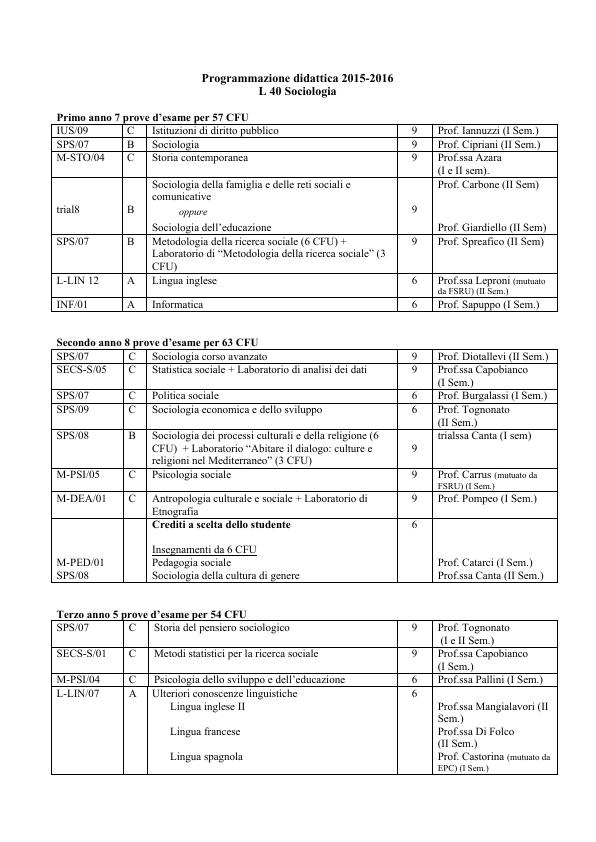 Programmazione didattica 2015-2016
L 40 Sociologia
Primo anno 7 prove d'esame per 57 CFU
IUS/09 C Istituzioni di diritto pubblico 9 Prof. Iannuzzi (I Sem.)
SPS/07 B Sociologia 9 Prof. Cipriani (II Sem.)
M-STO/04 C Storia contemporanea 9 Prof.ssa Azara
(I e II sem).
Sociologia della famiglia e delle reti sociali e Prof. Carbone (II Sem)
comunicative
trial8 B oppure 9
Sociologia dell'educazione Prof. Giardiello (II Sem)
SPS/07 B Metodologia della ricerca sociale (6 CFU) + 9 Prof. Spreafico (II Sem)
Laboratorio di “Metodologia della ricerca sociale” (3
CFU)
L-LIN 12 A Lingua inglese 6 Prof.ssa Leproni (mutuato
da FSRU) (II Sem.)
INF/01 A Informatica 6 Prof. Sapuppo (I Sem.)
Secondo anno 8 prove d'esame per 63 CFU
SPS/07 C Sociologia corso avanzato 9 Prof. Diotallevi (II Sem.)
SECS-S/05 C Statistica sociale + Laboratorio di analisi dei dati 9 Prof.ssa Capobianco
(I Sem.)
SPS/07 C Politica sociale 6 Prof. Burgalassi (I Sem.)
SPS/09 C Sociologia economica e dello sviluppo 6 Prof. Tognonato
(II Sem.)
SPS/08 B Sociologia dei processi culturali e della religione (6 trialssa Canta (I sem)
CFU) + Laboratorio “Abitare il dialogo: culture e 9
religioni nel Mediterraneo” (3 CFU)
M-PSI/05 C Psicologia sociale 9 Prof. Carrus (mutuato da
FSRU) (I Sem.)
M-DEA/01 C Antropologia culturale e sociale + Laboratorio di 9 Prof. Pompeo (I Sem.)
Etnografia
Crediti a scelta dello studente 6
Insegnamenti da 6 CFU
M-PED/01 Pedagogia sociale Prof. Catarci (I Sem.)
SPS/08 Sociologia della cultura di genere Prof.ssa Canta (II Sem.)
Terzo anno 5 prove d'esame per 54 CFU
SPS/07 C Storia del pensiero sociologico 9 Prof. Tognonato
(I e II Sem.)
SECS-S/01 C Metodi statistici per la ricerca sociale 9 Prof.ssa Capobianco
(I Sem.)
M-PSI/04 C Psicologia dello sviluppo e dell'educazione 6 Prof.ssa Pallini (I Sem.)
L-LIN/07 A Ulteriori conoscenze linguistiche 6
Lingua inglese II Prof.ssa Mangialavori (II
Sem.)
Lingua francese Prof.ssa Di Folco
(II Sem.)
Lingua spagnola Prof. Castorina (mutuato da
EPC) (I Sem.)